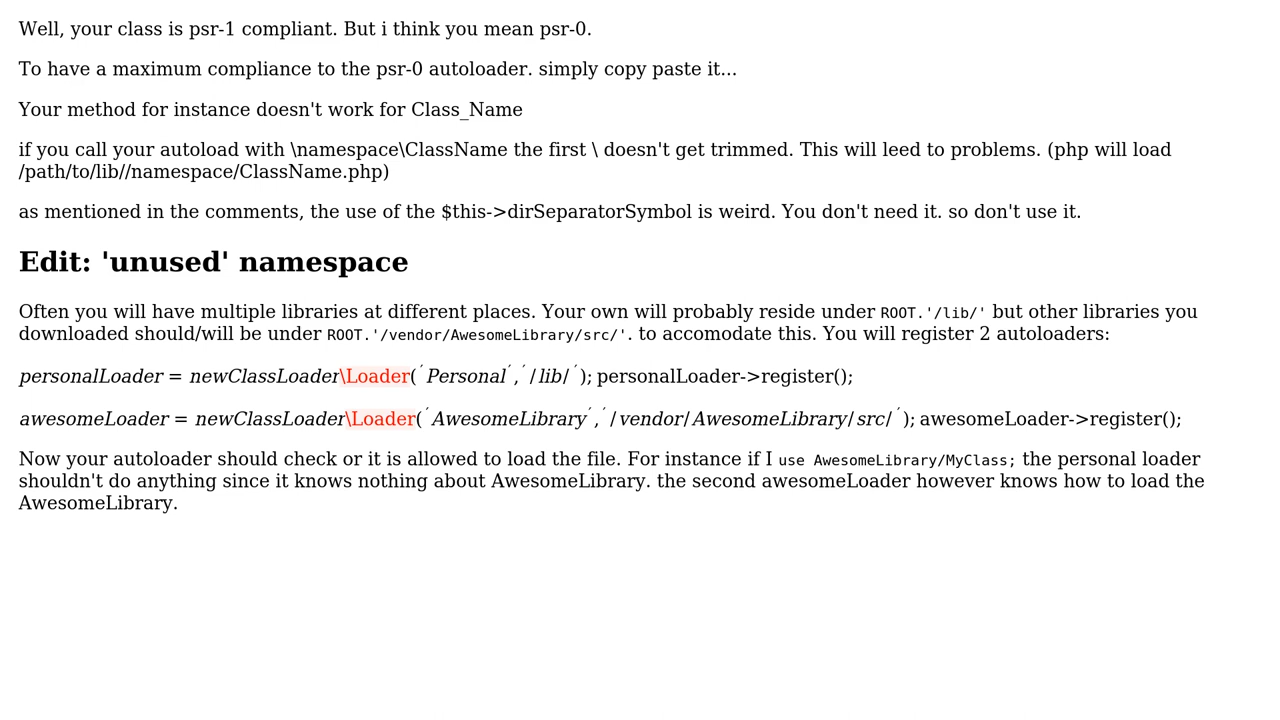 Well, your class is psr-1 compliant. But i think you mean psr-0.
To have a maximum compliance to the psr-0 autoloader. simply copy paste it...
Your method for instance doesn't work for Class_Name
if you call your autoload with \namespace\ClassName the first \ doesn't get trimmed. This will leed to problems. (php will load
/path/to/lib//namespace/ClassName.php)
as mentioned in the comments, the use of the $this->dirSeparatorSymbol is weird. You don't need it. so don't use it.
Edit: 'unused' namespace
Often you will have multiple libraries at different places. Your own will probably reside under ROOT.'/lib/' but other libraries you
downloaded should/will be under ROOT.'/vendor/AwesomeLibrary/src/'. to accomodate this. You will register 2 autoloaders:
personalLoader = newClassLoader\Loader(′Personal′,′/lib/′); personalLoader->register();
awesomeLoader = newClassLoader\Loader(′AwesomeLibrary′,′/vendor/AwesomeLibrary/src/′); awesomeLoader->register();
Now your autoloader should check or it is allowed to load the file. For instance if I use AwesomeLibrary/MyClass; the personal loader
shouldn't do anything since it knows nothing about AwesomeLibrary. the second awesomeLoader however knows how to load the
AwesomeLibrary.